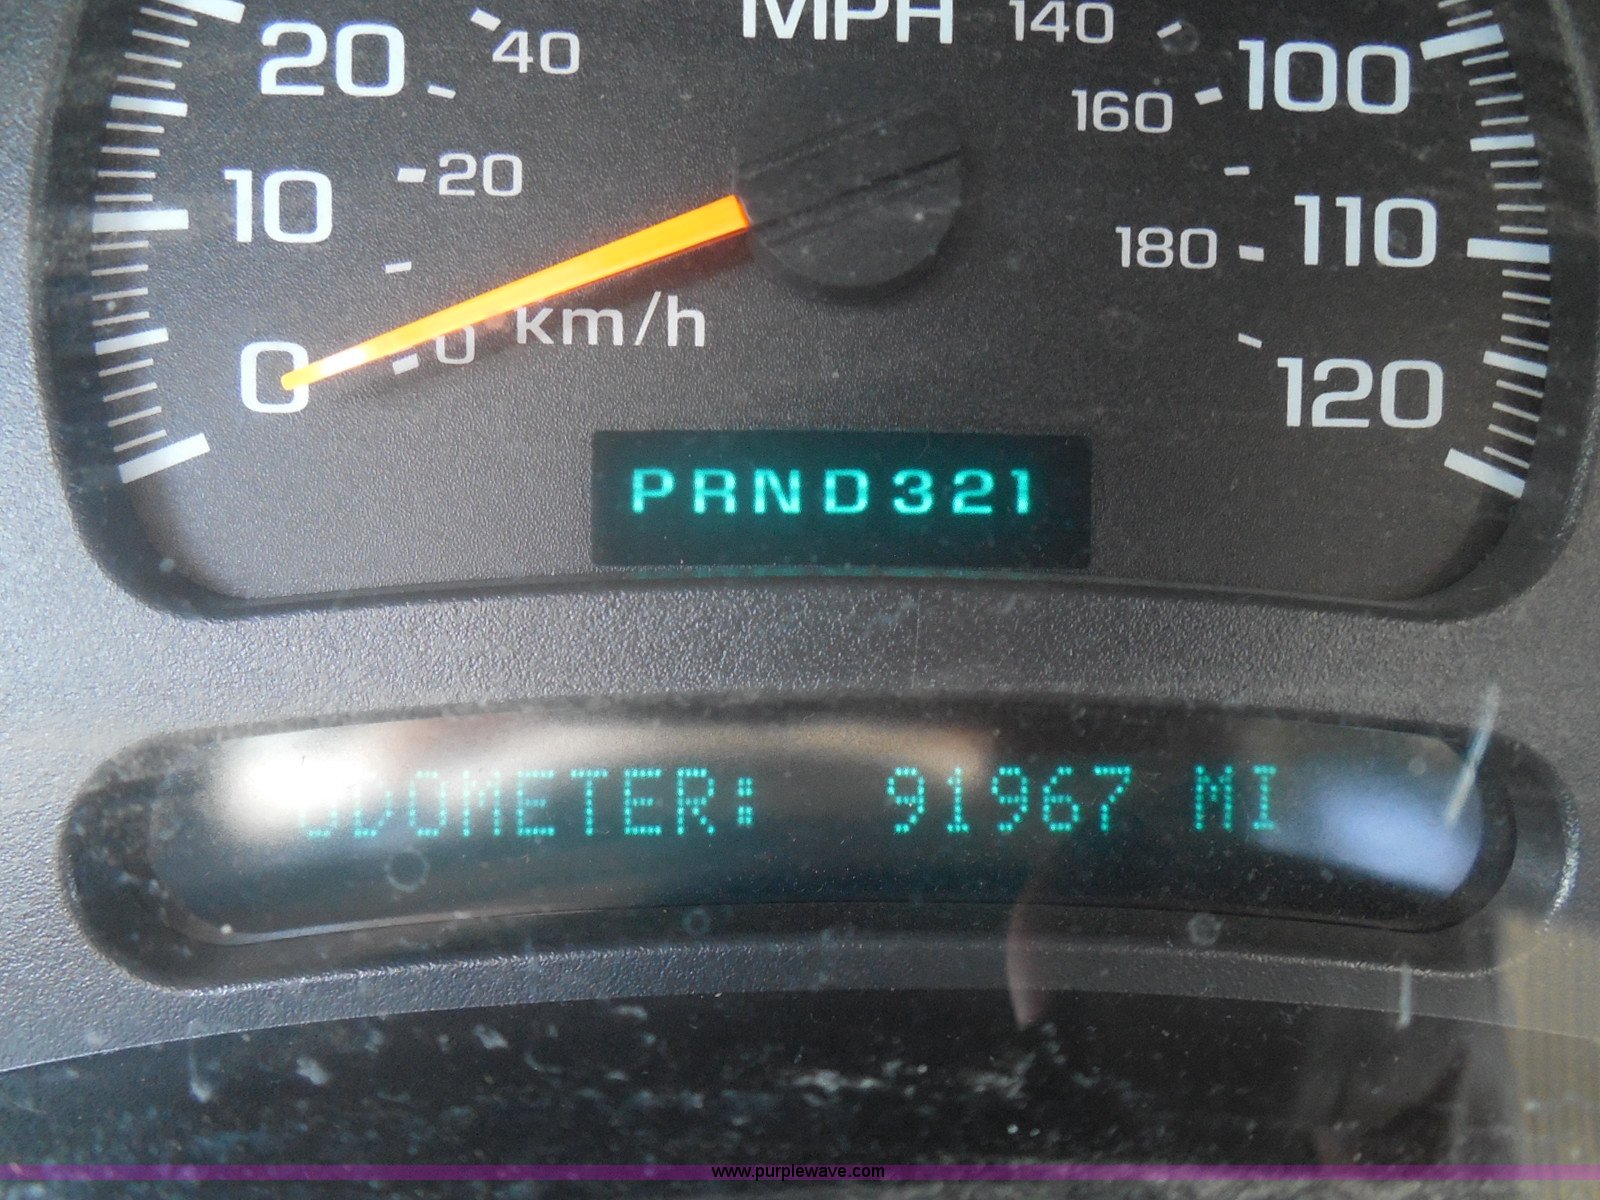 MPH
20 40 140 100
160
10 20 110
180
0 0 km/h
120
PRND321
ODOMETER: 91967 MI
www.purplewave.com